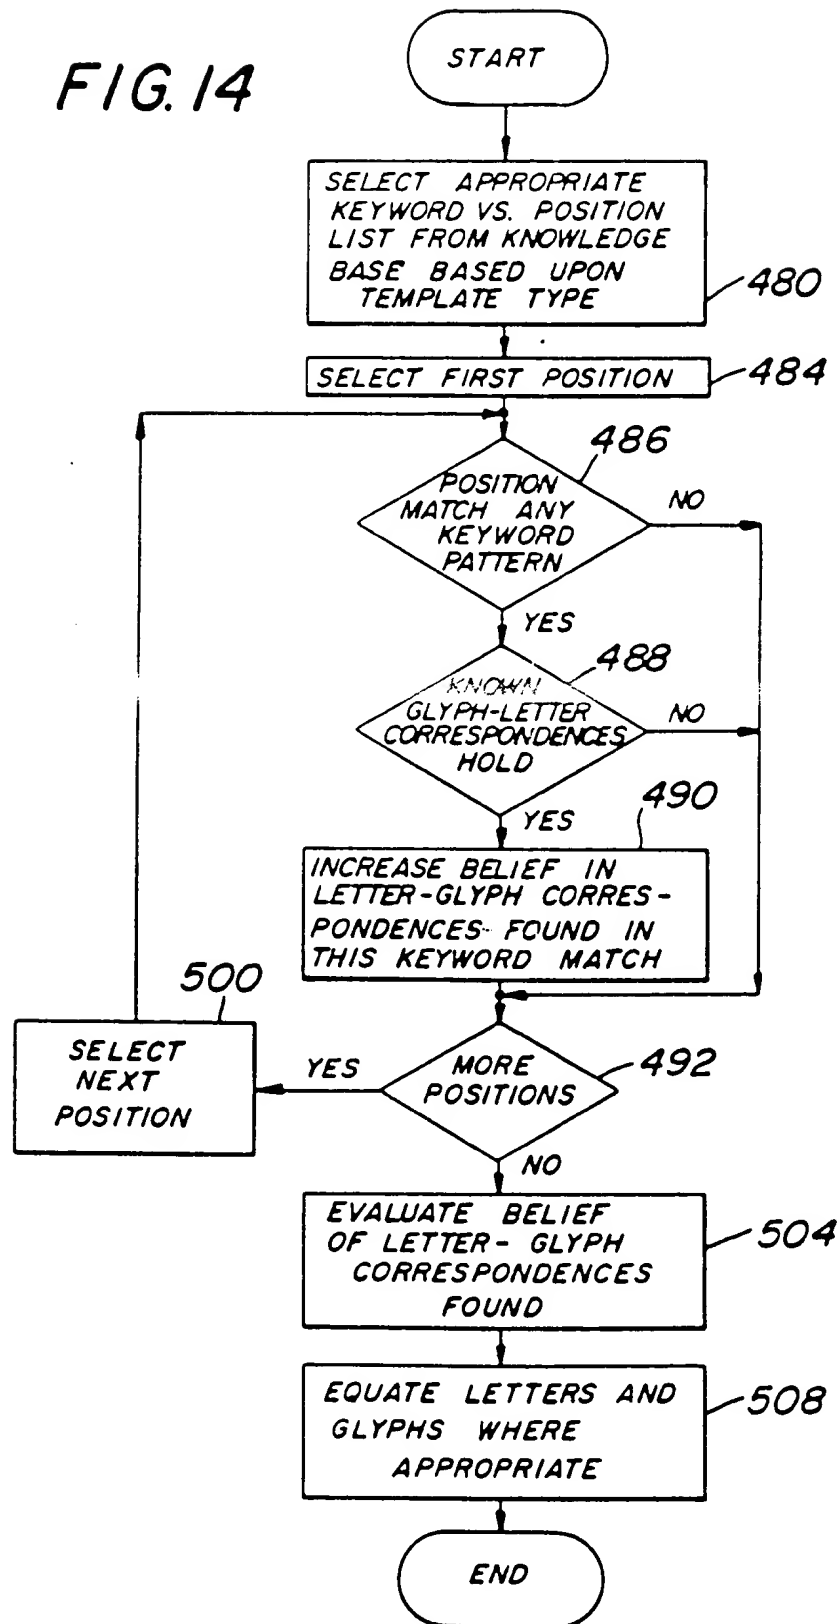 FIG. 14
START
SELECT APPROPRIATE
KEYWORD VS. POSITION
LIST FROM KNOWLEDGE
BASE BASED UPON
TEMPLATE TYPE
480
SELECT FIRST POSITION
484
486
POSITION
MATCH ANY
KEYWORD
PATTERN
NO
YES
488
KNOWN
GLYPH-LETTER
CORRESPONDENCES
HOLD
NO
YES
490
INCREASE BELIEF IN
LETTER-GLYPH CORRES-
PONDENCES FOUND IN
THIS KEYWORD MATCH
500
SELECT
NEXT
POSITION
YES
MORE
POSITIONS
492
NO
EVALUATE BELIEF
OF LETTER- GLYPH
CORRESPONDENCES
FOUND
504
EQUATE LETTERS AND
GLYPHS WHERE
APPROPRIATE
508
END